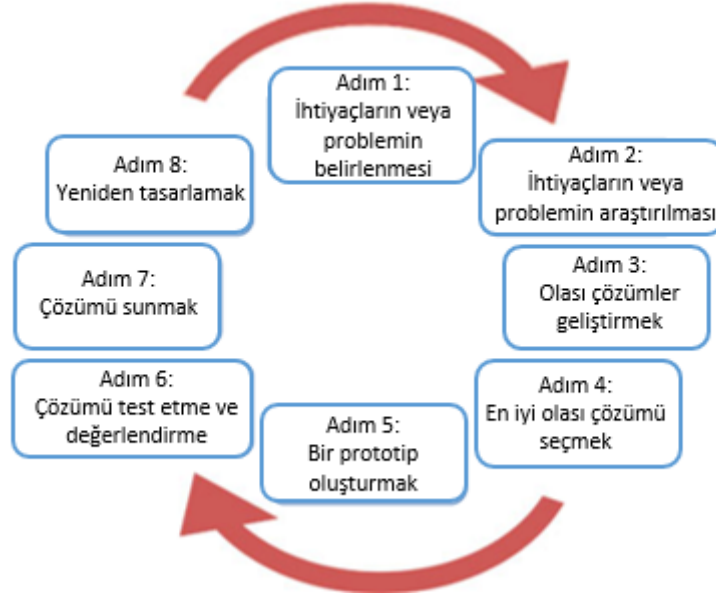 Adım 1:
İhtiyaçların veya
problemin
belirlenmesi
Adım 2:
İhtiyaçların veya
problemin araştırılması
Adım 3:
Olası çözümler
geliştirmek
Adım 4:
En iyi olası çözümü
seçmek
Adım 5:
Bir prototip
oluşturmak
Adım 6:
Çözümü test etme ve
değerlendirme
Adım 7:
Çözümü sunmak
Adım 8:
Yeniden tasarlamak